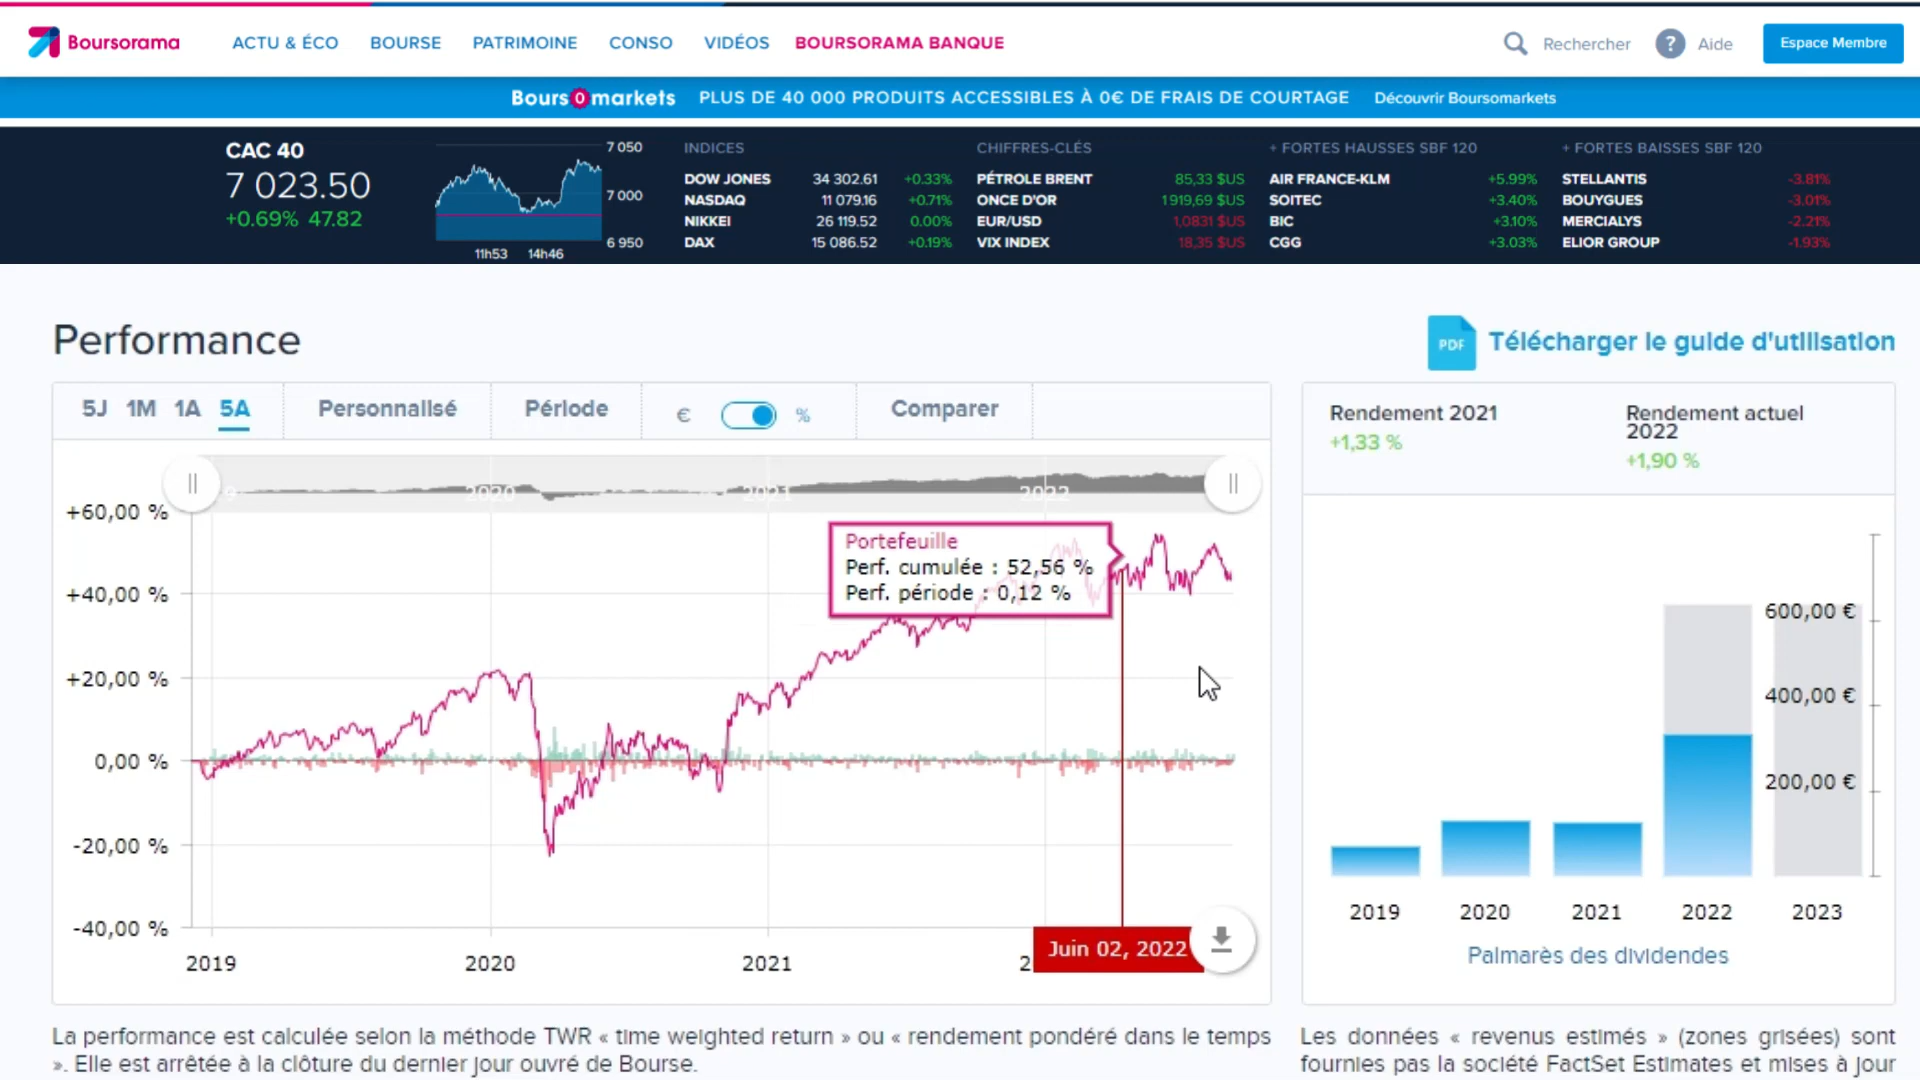 Boursorama
ACTU & ÉCO
BOURSE
PATRIMOINE
CONSO
VIDÉOS
BOURSORAMA BANQUE
Rechercher
? Aide
Espace Membre
BoursOmarkets PLUS DE 40 000 PRODUITS ACCESSIBLES À 0€ DE FRAIS DE COURTAGE Découvrir Boursomarkets
CAC 40
7 023.50
+0.69% 47.82
7 050
7 000
6 950
11h53 14h46
INDICES
DOW JONES 34 302.61 +0.33%
NASDAQ 11 079.16 +0.71%
NIKKEI 26 119.52 0.00%
DAX 15 086.52 +0.19%
CHIFFRES-CLÉS
PÉTROLE BRENT 85,33 $US
ONCE D'OR 1 919,69 $US
EUR/USD 1,0831 $US
VIX INDEX 18,35 $US
+ FORTES HAUSSES SBF 120
AIR FRANCE-KLM +5.99%
SOITEC +3.40%
BIC +3.10%
CGG +3.03%
+ FORTES BAISSES SBF 120
STELLANTIS -3.81%
BOUYGUES -3.01%
MERCIALYS -2.21%
ELIOR GROUP -1.93%
Performance
PDF Télécharger le guide d'utilisation
5J 1M 1A 5A
Personnalisé
Période
€ %
Comparer
2020 2021 2022
+60,00 %
+40,00 %
+20,00 %
0,00 %
-20,00 %
-40,00 %
Portefeuille
Perf. cumulée : 52,56 %
Perf. période : 0,12 %
2019 2020 2021 2
Juin 02, 2022
Rendement 2021
+1,33 %
Rendement actuel
2022
+1,90 %
600,00 €
400,00 €
200,00 €
2019 2020 2021 2022 2023
Palmarès des dividendes
La performance est calculée selon la méthode TWR « time weighted return » ou « rendement pondéré dans le temps
». Elle est arrêtée à la clôture du dernier jour ouvré de Bourse.
Les données « revenus estimés » (zones grisées) sont
fournies pas la société FactSet Estimates et mises à jour